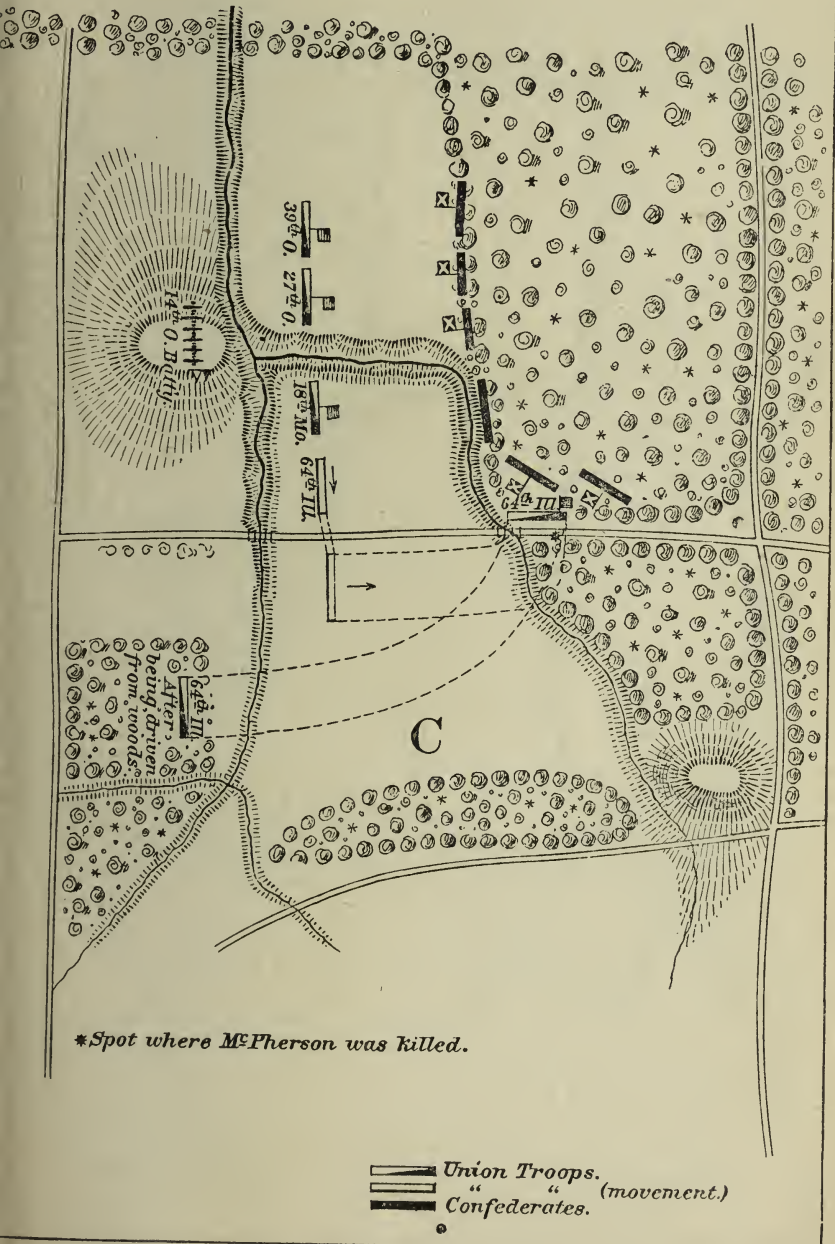 39th O.
27th O.
14th O. Batty.
18th Mo.
64th Ill.
64th Ill
64th Ill.
After
being driven
from woods.
C
*Spot where McPherson was killed.
Union Troops.
“ “ (movement.)
Confederates.